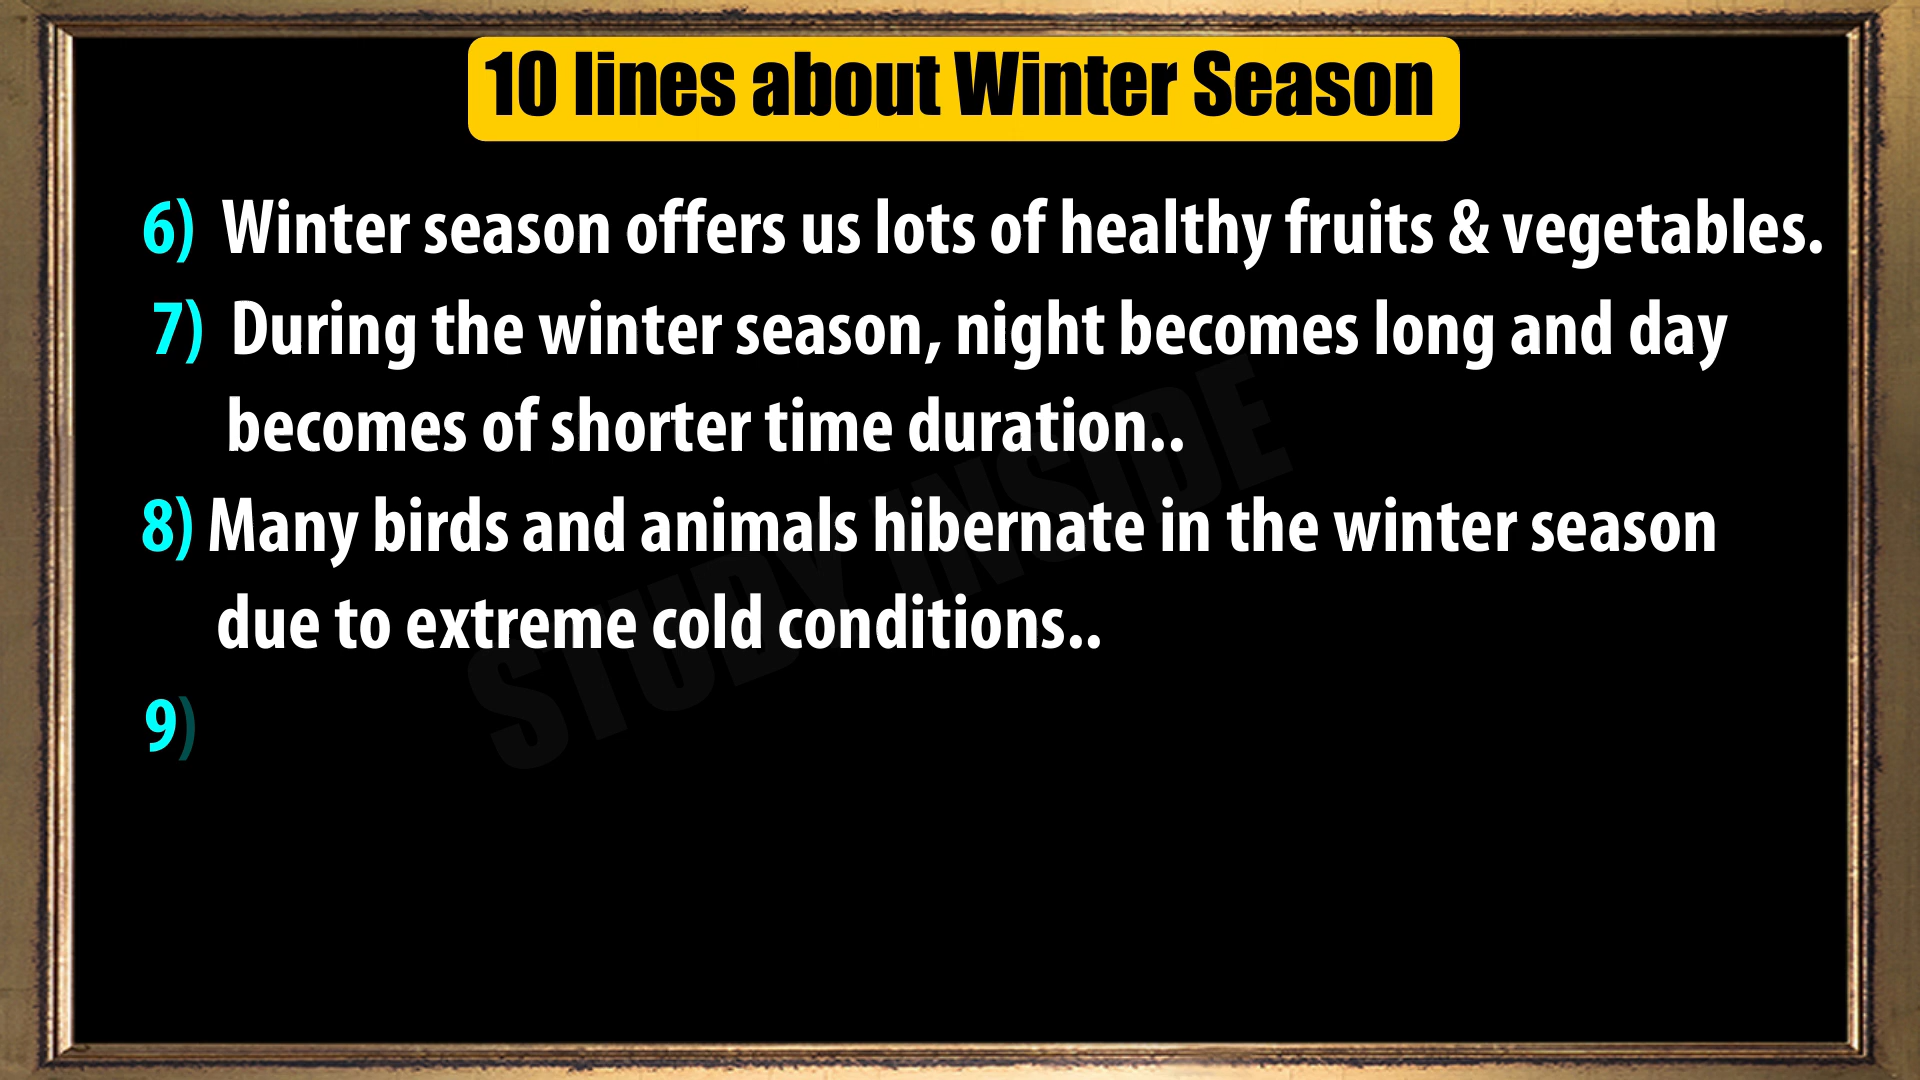 10 lines about Winter Season
6) Winter season offers us lots of healthy fruits & vegetables.
7) During the winter season, night becomes long and day
becomes of shorter time duration..
8) Many birds and animals hibernate in the winter season
due to extreme cold conditions..
9)
STUDY INSIDE